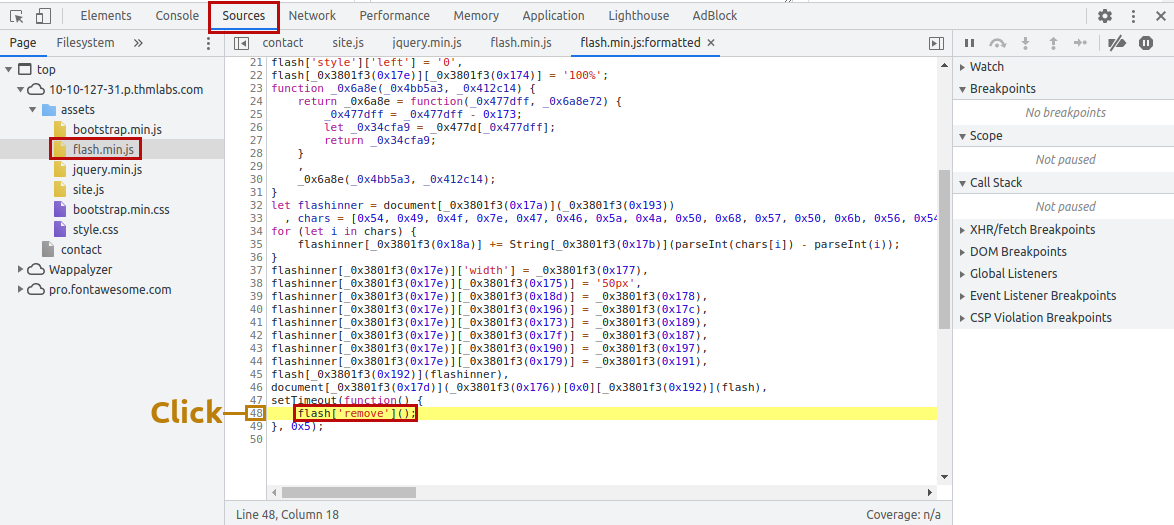 Elements Console Sources Network Performance Memory Application Lighthouse AdBlock
Page Filesystem »
contact site.js jquery.min.js flash.min.js flash.min.js:formatted ×
top
10-10-127-31.p.thmlabs.com
assets
bootstrap.min.js
flash.min.js
jquery.min.js
site.js
bootstrap.min.css
style.css
contact
Wappalyzer
pro.fontawesome.com
21 flash['style']['left'] = '0',
22 flash[_0x3801f3(0x17e)][_0x3801f3(0x174)] = '100%';
23 function _0x6a8e(_0x4bb5a3, _0x412c14) {
24 return _0x6a8e = function(_0x477dff, _0x6a8e72) {
25 _0x477dff = _0x477dff - 0x173;
26 let _0x34cfa9 = _0x477d[_0x477dff];
27 return _0x34cfa9;
28 }
29 ,
30 _0x6a8e(_0x4bb5a3, _0x412c14);
31 }
32 let flashinner = document[_0x3801f3(0x17a)](_0x3801f3(0x193))
33 , chars = [0x54, 0x49, 0x4f, 0x7e, 0x47, 0x46, 0x5a, 0x4a, 0x50, 0x68, 0x57, 0x50, 0x6b, 0x56, 0x54
34 for (let i in chars) {
35 flashinner[_0x3801f3(0x18a)] += String[_0x3801f3(0x17b)](parseInt(chars[i]) - parseInt(i));
36 }
37 flashinner[_0x3801f3(0x17e)]['width'] = _0x3801f3(0x177),
38 flashinner[_0x3801f3(0x17e)][_0x3801f3(0x175)] = '50px',
39 flashinner[_0x3801f3(0x17e)][_0x3801f3(0x18d)] = _0x3801f3(0x178),
40 flashinner[_0x3801f3(0x17e)][_0x3801f3(0x196)] = _0x3801f3(0x17c),
41 flashinner[_0x3801f3(0x17e)][_0x3801f3(0x173)] = _0x3801f3(0x189),
42 flashinner[_0x3801f3(0x17e)][_0x3801f3(0x17f)] = _0x3801f3(0x187),
43 flashinner[_0x3801f3(0x17e)][_0x3801f3(0x190)] = _0x3801f3(0x197),
44 flashinner[_0x3801f3(0x17e)][_0x3801f3(0x179)] = _0x3801f3(0x191),
45 flash[_0x3801f3(0x192)](flashinner),
46 document[_0x3801f3(0x17d)](_0x3801f3(0x176))[0x0][_0x3801f3(0x192)](flash),
47 setTimeout(function() {
Click 48 flash['remove']();
49 }, 0x5);
50
Line 48, Column 18 Coverage: n/a
Watch
Breakpoints
No breakpoints
Scope
Not paused
Call Stack
Not paused
XHR/fetch Breakpoints
DOM Breakpoints
Global Listeners
Event Listener Breakpoints
CSP Violation Breakpoints